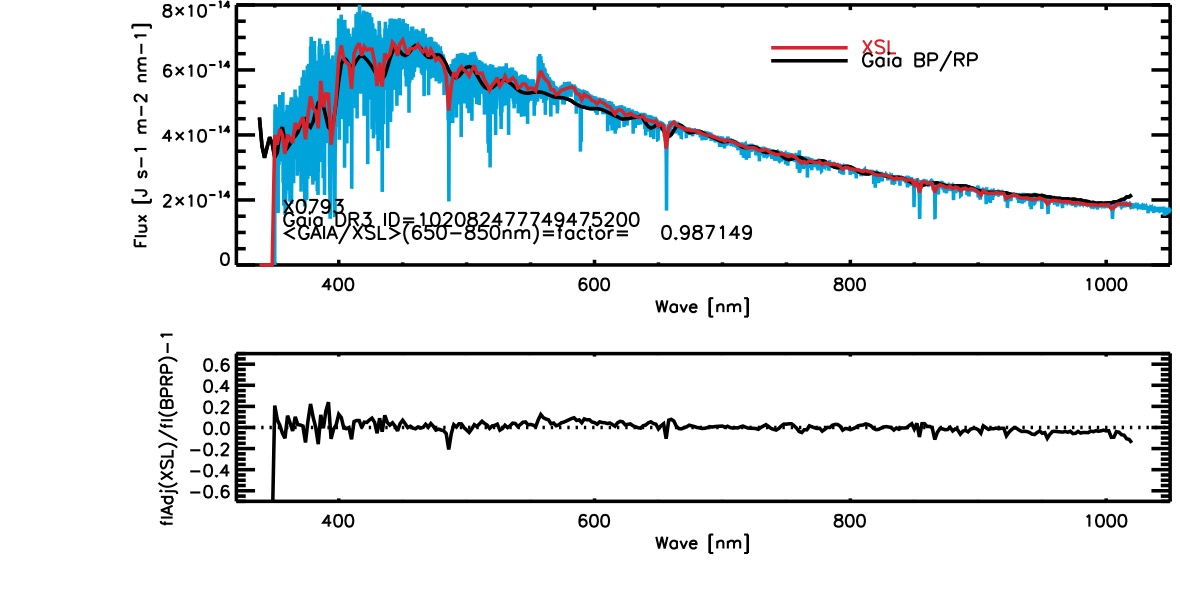 8×10⁻¹⁴
6×10⁻¹⁴
4×10⁻¹⁴
2×10⁻¹⁴
0
Flux [J s−1 m−2 nm−1]
XSL
Gaia BP/RP
X0793
Gaia DR3 ID=1020824777749475200
<GAIA/XSL>(650−850nm)=factor= 0.987149
400 600 800 1000
Wave [nm]
0.6
0.4
0.2
0.0
−0.2
−0.4
−0.6
flAdj(XSL)/fl(BPRP)−1
400 600 800 1000
Wave [nm]